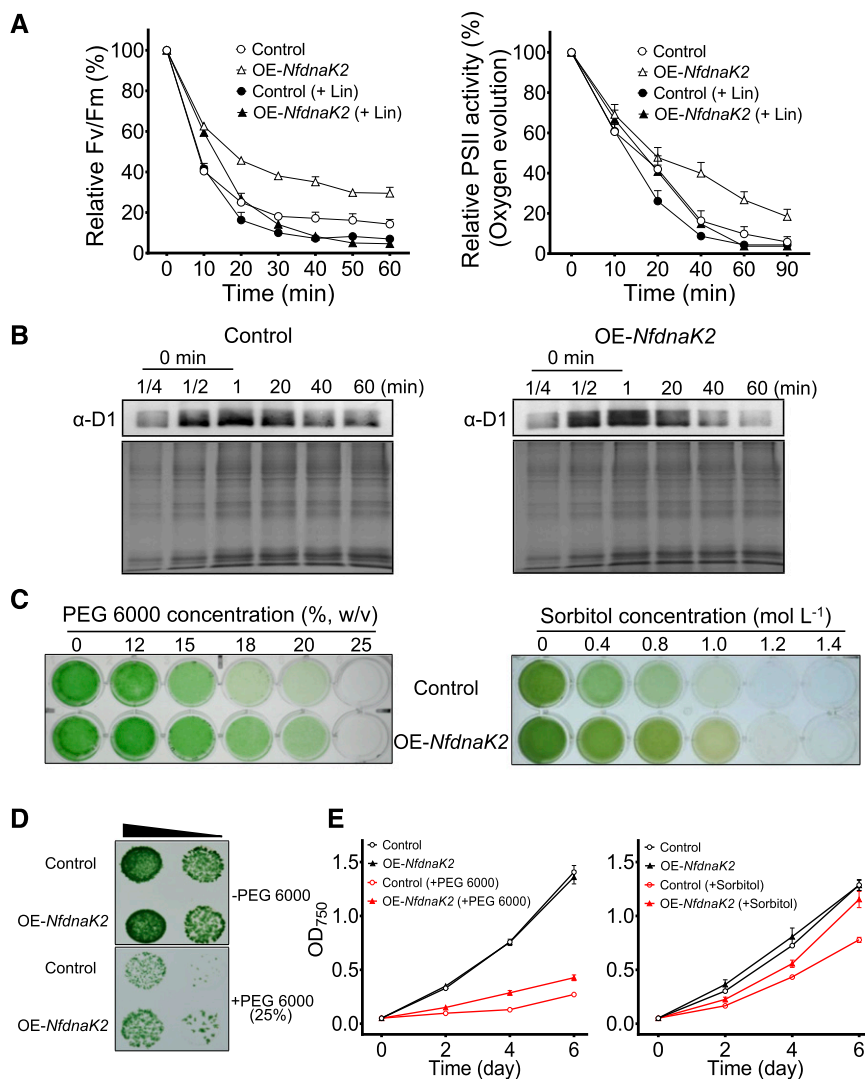 A
Relative Fv/Fm (%)
100
80
60
40
20
0
0 10 20 30 40 50 60
Time (min)
Control
OE-NfdnaK2
Control (+ Lin)
OE-NfdnaK2 (+ Lin)
Relative PSII activity (%)
(Oxygen evolution)
100
80
60
40
20
0
0 10 20 40 60 90
Time (min)
Control
OE-NfdnaK2
Control (+ Lin)
OE-NfdnaK2 (+ Lin)
B
Control
0 min
1/4 1/2 1 20 40 60 (min)
α-D1
OE-NfdnaK2
0 min
1/4 1/2 1 20 40 60 (min)
α-D1
C
PEG 6000 concentration (%, w/v)
0 12 15 18 20 25
Sorbitol concentration (mol L-1)
0 0.4 0.8 1.0 1.2 1.4
Control
OE-NfdnaK2
D
Control
OE-NfdnaK2
-PEG 6000
Control
OE-NfdnaK2
+PEG 6000
(25%)
E
OD750
1.5
1.0
0.5
0.0
0 2 4 6
Time (day)
Control
OE-NfdnaK2
Control (+PEG 6000)
OE-NfdnaK2 (+PEG 6000)
1.5
1.0
0.5
0.0
0 2 4 6
Time (day)
Control
OE-NfdnaK2
Control (+Sorbitol)
OE-NfdnaK2 (+Sorbitol)